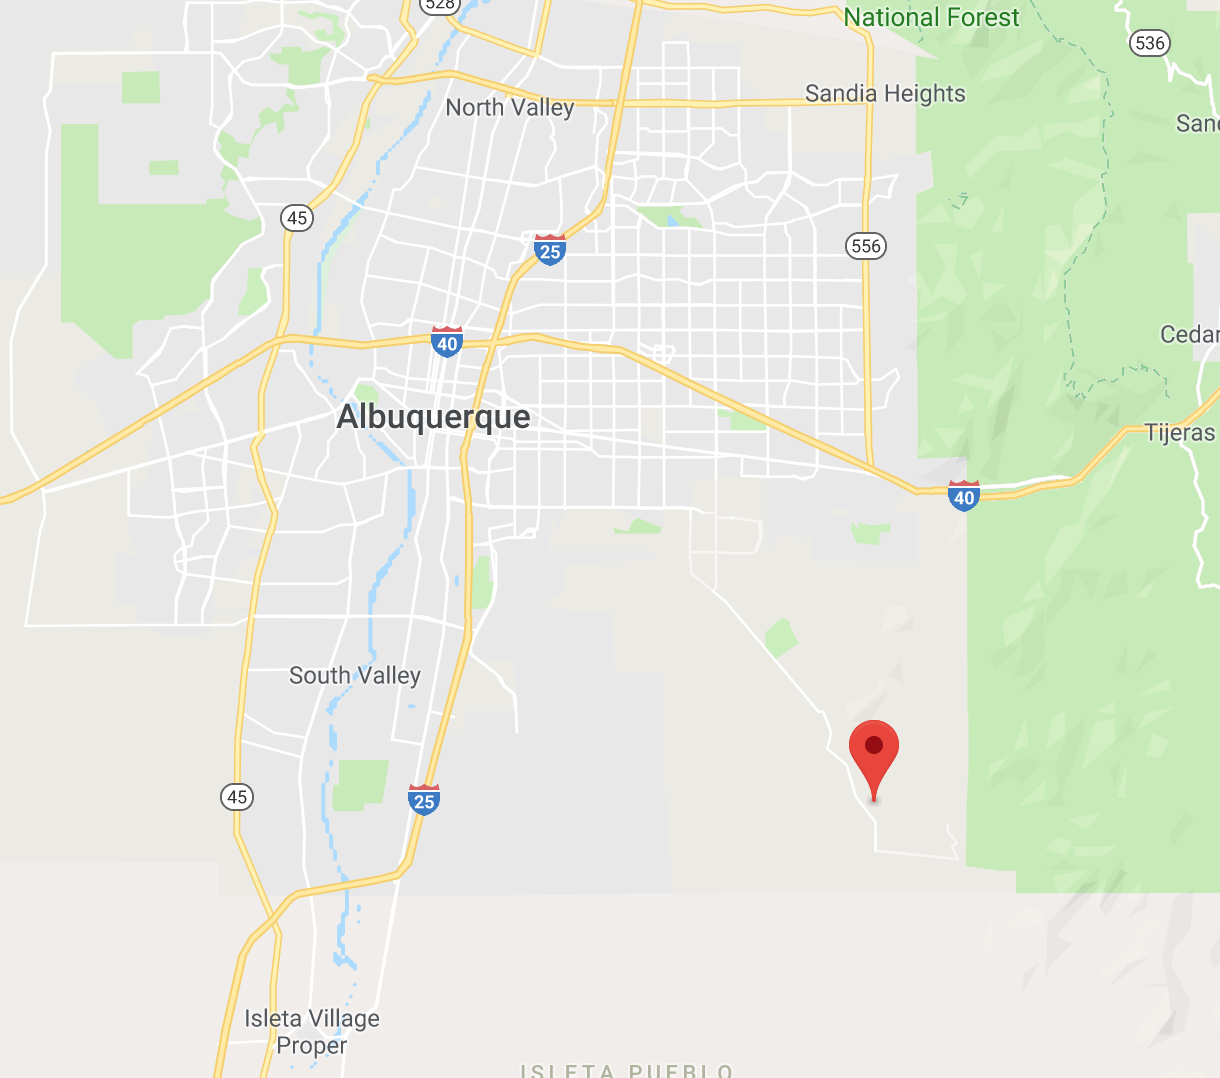 528
National Forest
536
Sandia Heights
North Valley
San
45
25
556
40
Cedar
Albuquerque
Tijeras
40
South Valley
45
25
Isleta Village
Proper
ISLETA PUEBLO